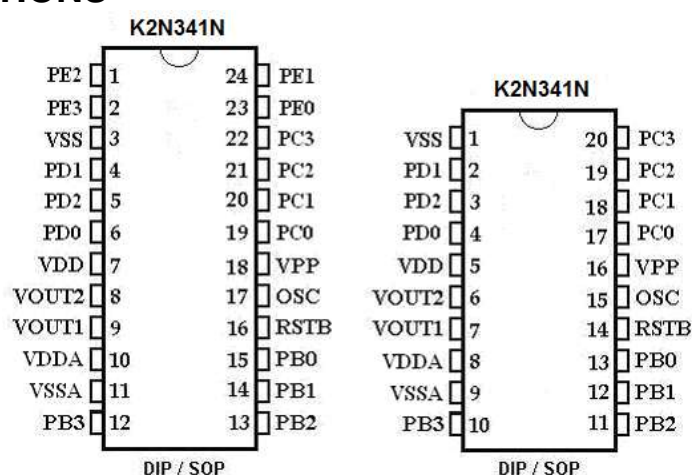 K2N341N
PE2 1 24 PE1
PE3 2 23 PE0
VSS 3 22 PC3
PD1 4 21 PC2
PD2 5 20 PC1
PD0 6 19 PC0
VDD 7 18 VPP
VOUT2 8 17 OSC
VOUT1 9 16 RSTB
VDDA 10 15 PB0
VSSA 11 14 PB1
PB3 12 13 PB2
DIP / SOP
K2N341N
VSS 1 20 PC3
PD1 2 19 PC2
PD2 3 18 PC1
PD0 4 17 PC0
VDD 5 16 VPP
VOUT2 6 15 OSC
VOUT1 7 14 RSTB
VDDA 8 13 PB0
VSSA 9 12 PB1
PB3 10 11 PB2
DIP / SOP